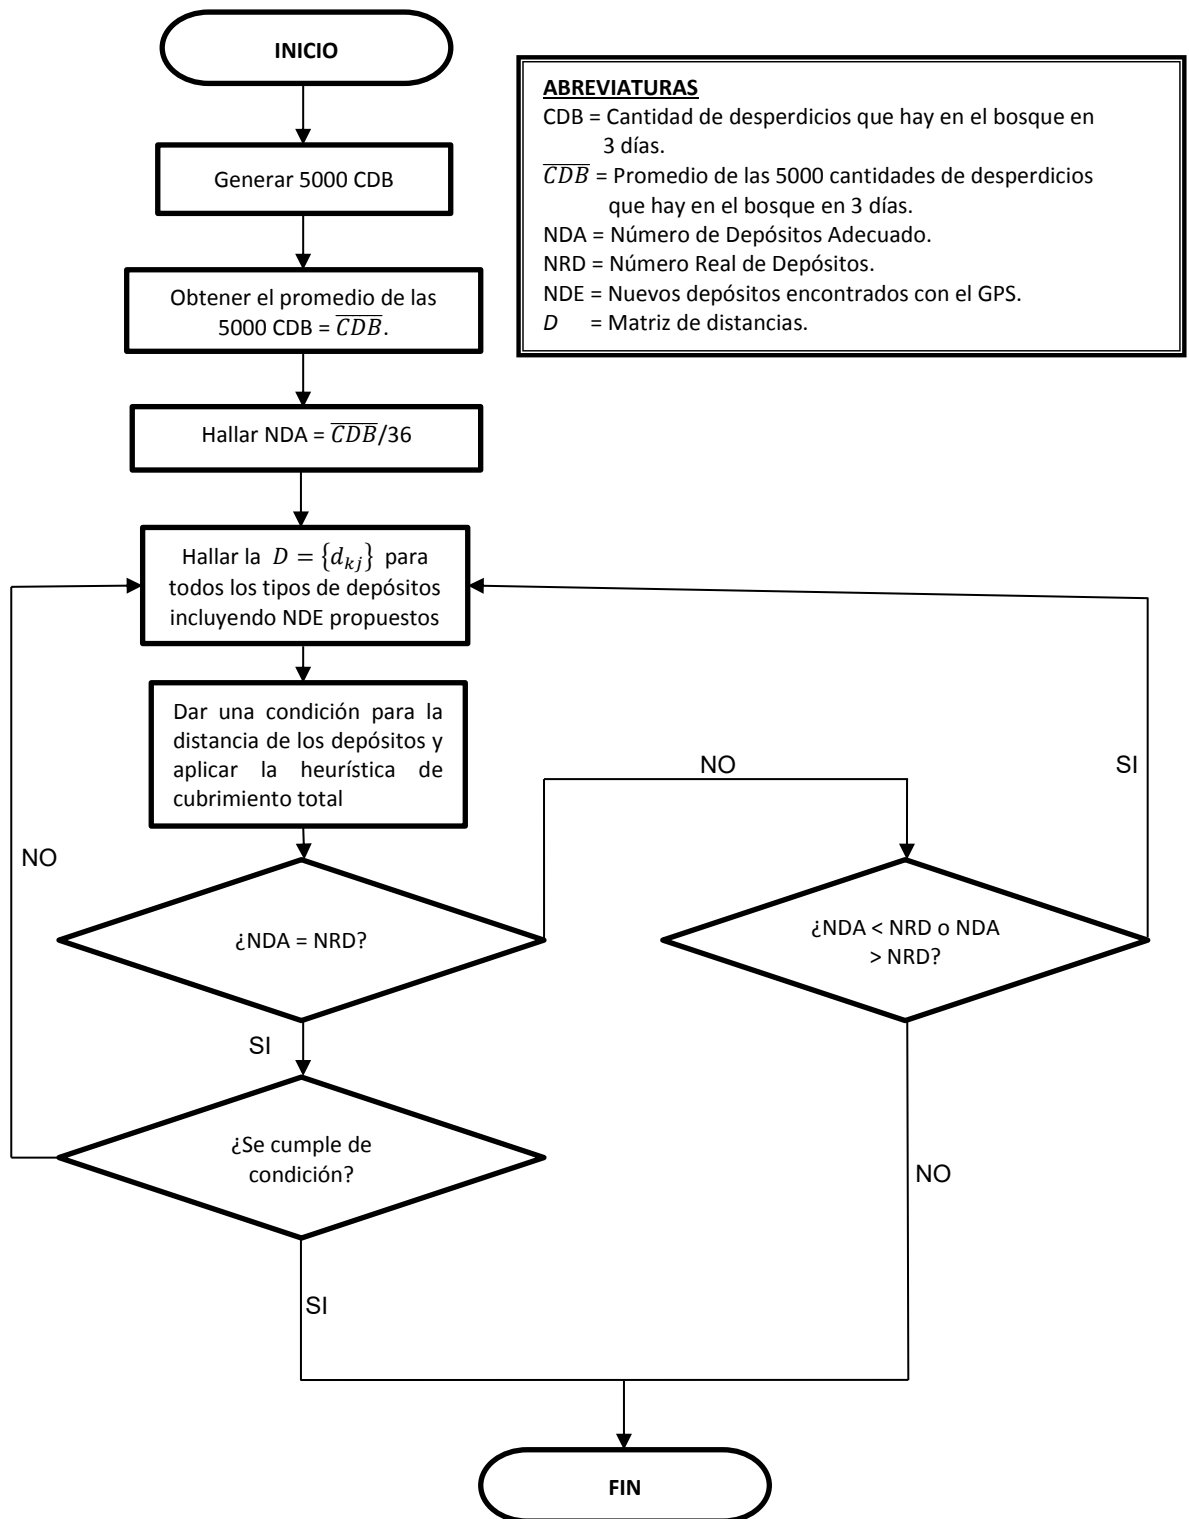 INICIO
ABREVIATURAS
CDB = Cantidad de desperdicios que hay en el bosque en
3 días.
$\overline{CDB}$ = Promedio de las 5000 cantidades de desperdicios
que hay en el bosque en 3 días.
NDA = Número de Depósitos Adecuado.
NRD = Número Real de Depósitos.
NDE = Nuevos depósitos encontrados con el GPS.
D = Matriz de distancias.
Generar 5000 CDB
Obtener el promedio de las
5000 CDB = $\overline{CDB}$.
Hallar NDA = $\overline{CDB}$/36
Hallar la $D = \{d_{kj}\}$ para
todos los tipos de depósitos
incluyendo NDE propuestos
Dar una condición para la
distancia de los depósitos y
aplicar la heurística de
cubrimiento total
NO
SI
NO
¿NDA = NRD?
¿NDA < NRD o NDA
> NRD?
SI
¿Se cumple de
condición?
NO
SI
FIN